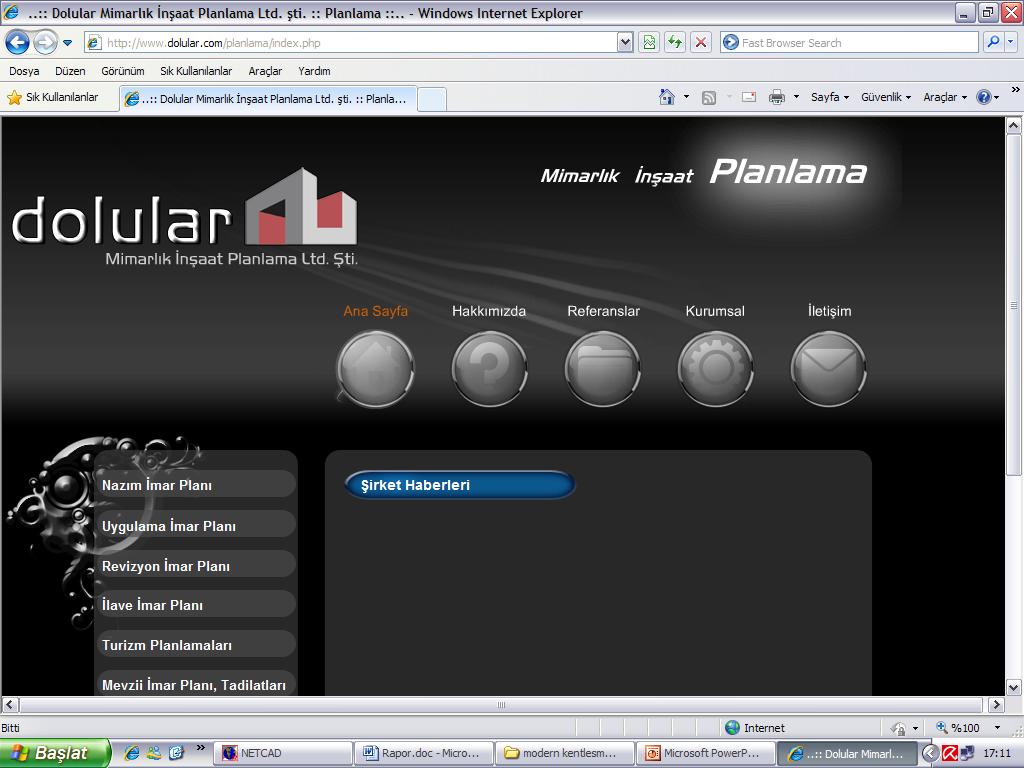 ..:: Dolular Mimarlık İnşaat Planlama Ltd. şti. :: Planlama ::.. - Windows Internet Explorer
http://www.dolular.com/planlama/index.php
Fast Browser Search
Dosya Düzen Görünüm Sık Kullanılanlar Araçlar Yardım
Sık Kullanılanlar
..:: Dolular Mimarlık İnşaat Planlama Ltd. şti. :: Planla...
Sayfa Güvenlik Araçlar
Mimarlık İnşaat Planlama
dolular
Mimarlık İnşaat Planlama Ltd. Şti.
Ana Sayfa Hakkımızda Referanslar Kurumsal İletişim
Şirket Haberleri
Nazım İmar Planı
Uygulama İmar Planı
Revizyon İmar Planı
İlave İmar Planı
Turizm Planlamaları
Mevzii İmar Planı, Tadilatları
Bitti
Internet
%100
Başlat
NETCAD
Rapor.doc - Micro...
modern kentlesm...
Microsoft PowerP...
..:: Dolular Mimarl...
17:11